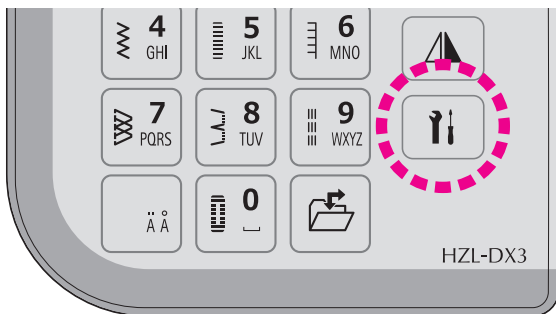 4 5 6
GHI JKL MNO
7 8 9
PQRS TUV WXYZ
Ä Å 0
HZL-DX3